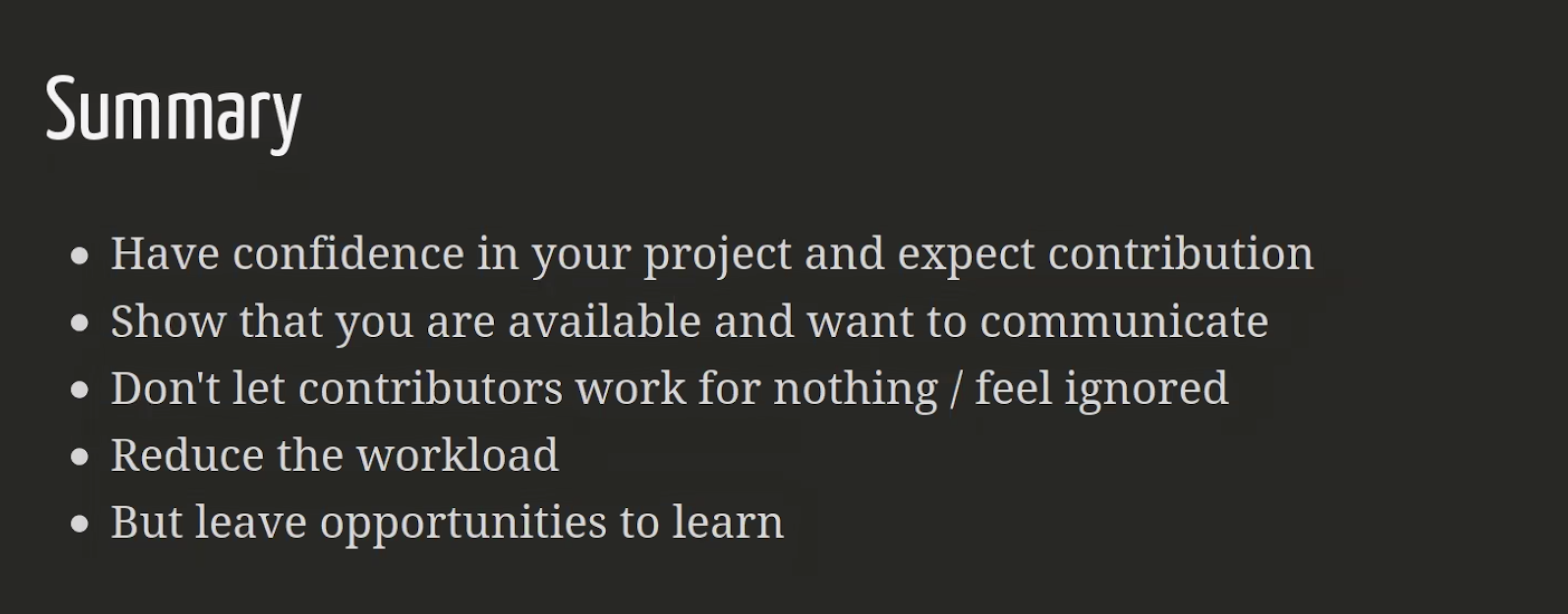 Summary
Have confidence in your project and expect contribution
Show that you are available and want to communicate
Don't let contributors work for nothing / feel ignored
Reduce the workload
But leave opportunities to learn